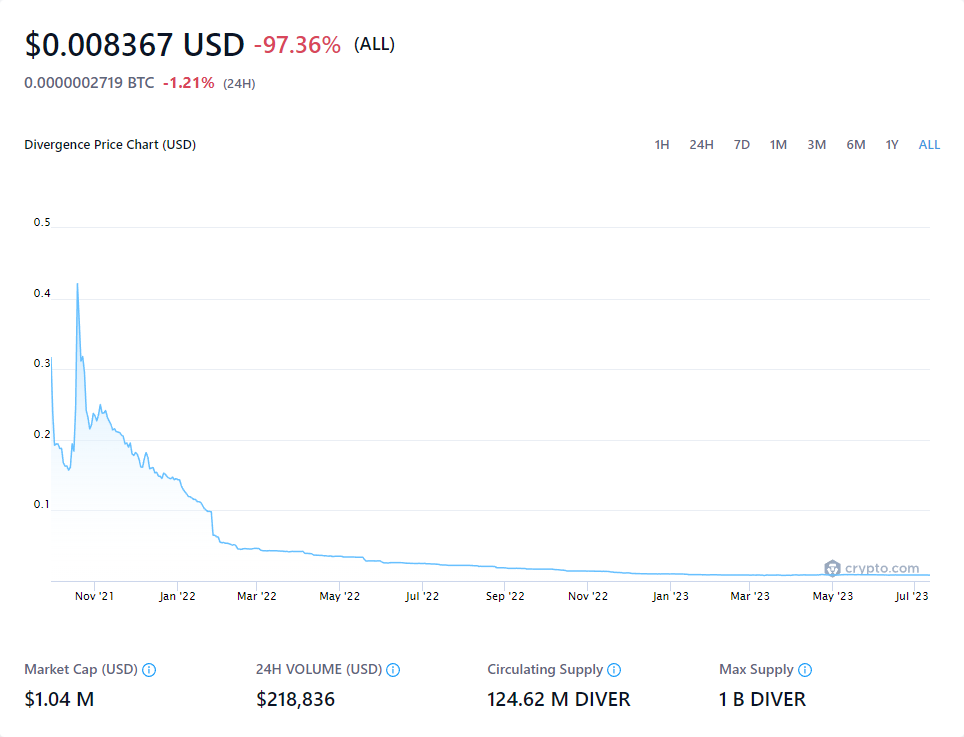 $0.008367 USD -97.36% (ALL)
0.0000002719 BTC -1.21% (24H)
Divergence Price Chart (USD) 1H 24H 7D 1M 3M 6M 1Y ALL
0.5
0.4
0.3
0.2
0.1
crypto.com
Nov '21 Jan '22 Mar '22 May '22 Jul '22 Sep '22 Nov '22 Jan '23 Mar '23 May '23 Jul '23
Market Cap (USD) 24H VOLUME (USD) Circulating Supply Max Supply
$1.04 M $218,836 124.62 M DIVER 1 B DIVER